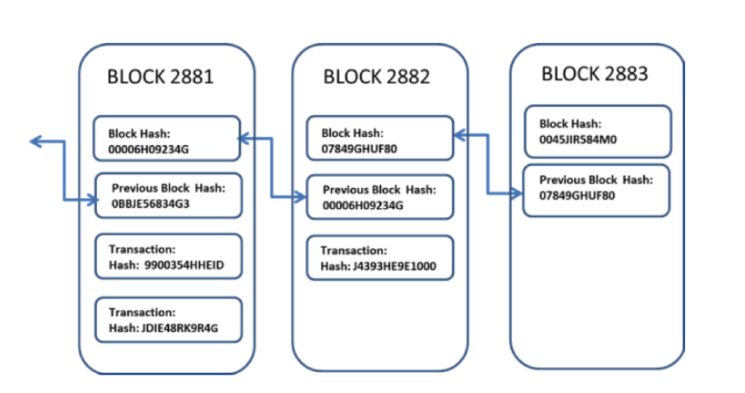 BLOCK 2881
Block Hash:
00006H09234G
Previous Block Hash:
0BBJE56834G3
Transaction:
Hash: 9900354HHEID
Transaction:
Hash: JDIE48RK9R4G
BLOCK 2882
Block Hash:
07849GHUF80
Previous Block Hash:
00006H09234G
Transaction:
Hash: J4393HE9E1000
BLOCK 2883
Block Hash:
0045JIR584M0
Previous Block Hash:
07849GHUF80